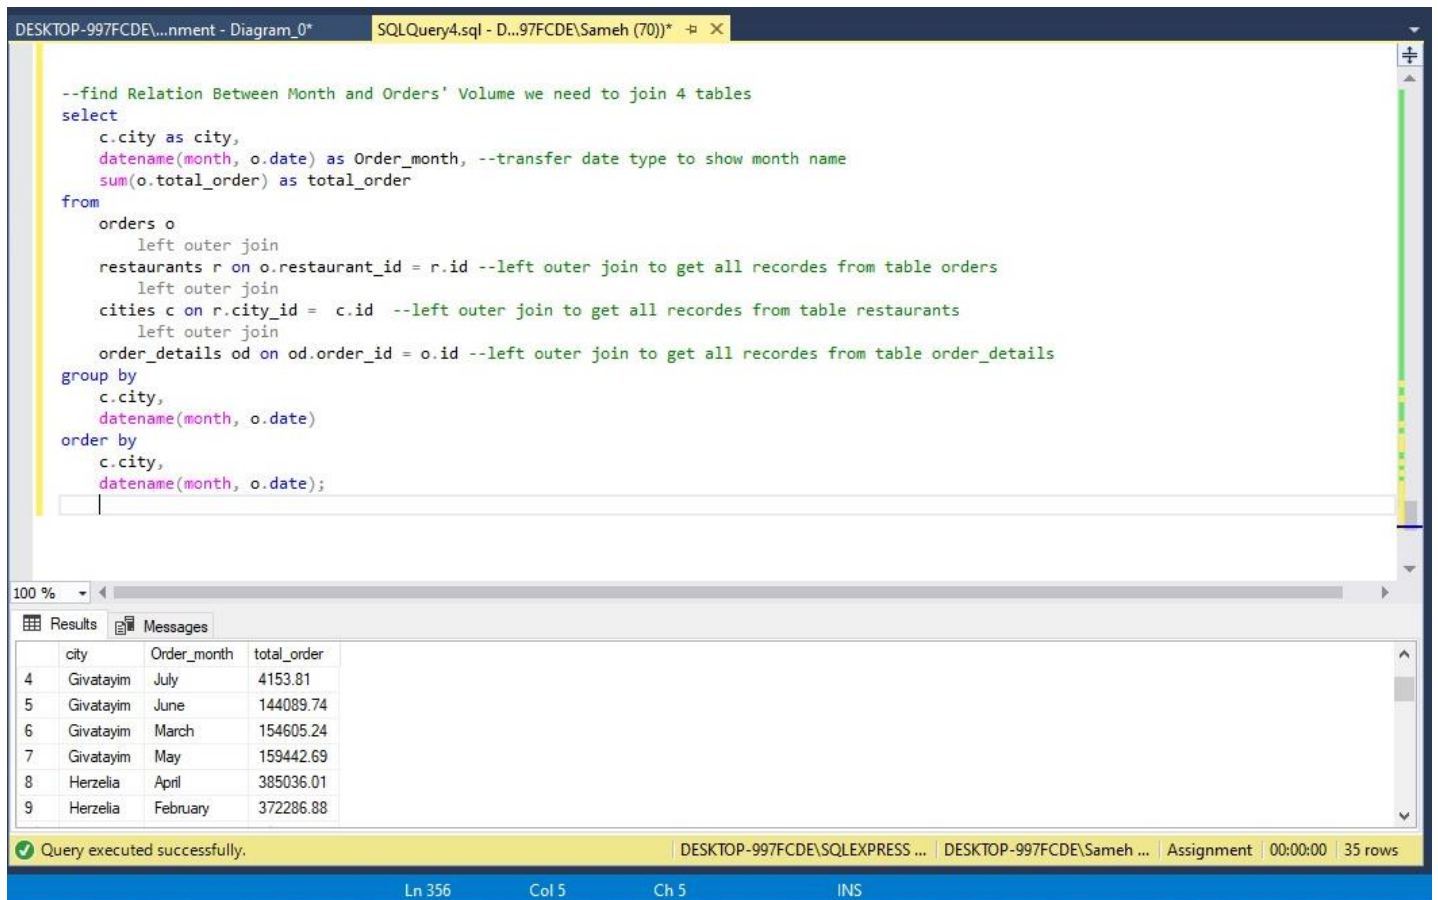 DESKTOP-997FCDE\...nment - Diagram_0*
SQLQuery4.sql - D...97FCDE\Sameh (70))*
--find Relation Between Month and Orders' Volume we need to join 4 tables
select
c.city as city,
datename(month, o.date) as Order_month, --transfer date type to show month name
sum(o.total_order) as total_order
from
orders o
left outer join
restaurants r on o.restaurant_id = r.id --left outer join to get all recordes from table orders
left outer join
cities c on r.city_id =  c.id  --left outer join to get all recordes from table restaurants
left outer join
order_details od on od.order_id = o.id --left outer join to get all recordes from table order_details
group by
c.city,
datename(month, o.date)
order by
c.city,
datename(month, o.date);
100 %
Results Messages
city Order_month total_order
4 Givatayim July 4153.81
5 Givatayim June 144089.74
6 Givatayim March 154605.24
7 Givatayim May 159442.69
8 Herzelia April 385036.01
9 Herzelia February 372286.88
Query executed successfully. DESKTOP-997FCDE\SQLEXPRESS ... DESKTOP-997FCDE\Sameh ... Assignment 00:00:00 35 rows
Ln 356 Col 5 Ch 5 INS